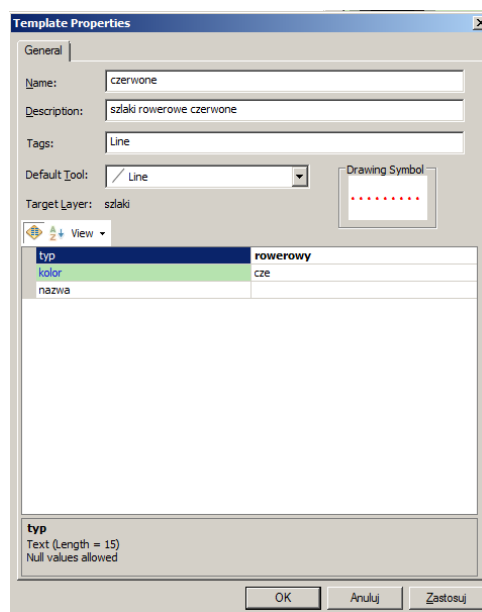 Template Properties
General
Name: czerwone
Description: szlaki rowerowe czerwone
Tags: Line
Default Tool: Line
Drawing Symbol
Target Layer: szlaki
View
typ rowerowy
kolor cze
nazwa
typ
Text (Length = 15)
Null values allowed
OK Anuluj Zastosuj